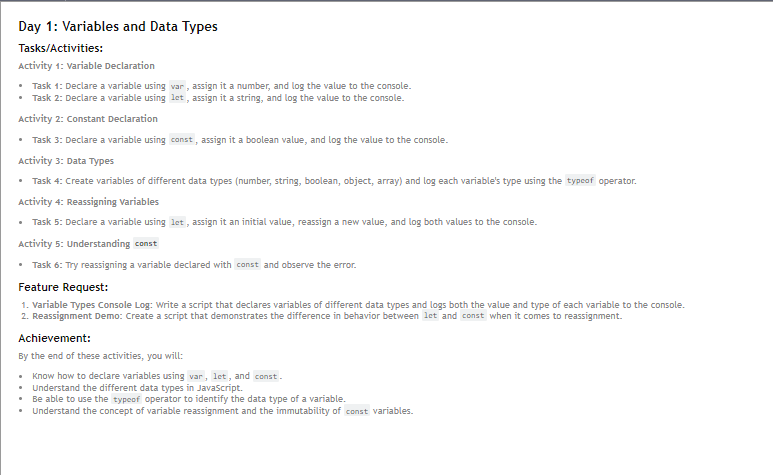 Day 1: Variables and Data Types
Tasks/Activities:
Activity 1: Variable Declaration
• Task 1: Declare a variable using var, assign it a number, and log the value to the console.
• Task 2: Declare a variable using let, assign it a string, and log the value to the console.
Activity 2: Constant Declaration
• Task 3: Declare a variable using const, assign it a boolean value, and log the value to the console.
Activity 3: Data Types
• Task 4: Create variables of different data types (number, string, boolean, object, array) and log each variable's type using the typeof operator.
Activity 4: Reassigning Variables
• Task 5: Declare a variable using let, assign it an initial value, reassign a new value, and log both values to the console.
Activity 5: Understanding const
• Task 6: Try reassigning a variable declared with const and observe the error.
Feature Request:
1. Variable Types Console Log: Write a script that declares variables of different data types and logs both the value and type of each variable to the console.
2. Reassignment Demo: Create a script that demonstrates the difference in behavior between let and const when it comes to reassignment.
Achievement:
By the end of these activities, you will:
• Know how to declare variables using var, let, and const.
• Understand the different data types in JavaScript.
• Be able to use the typeof operator to identify the data type of a variable.
• Understand the concept of variable reassignment and the immutability of const variables.